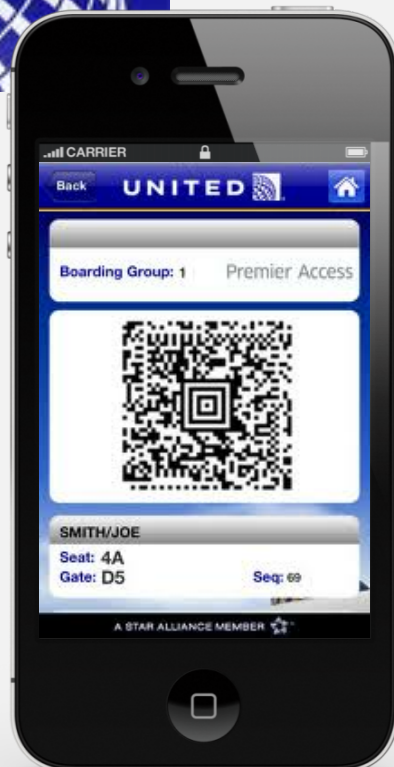 CARRIER
Back UNITED
Boarding Group: 1 Premier Access
SMITH/JOE
Seat: 4A
Gate: D5 Seq: 69
A STAR ALLIANCE MEMBER